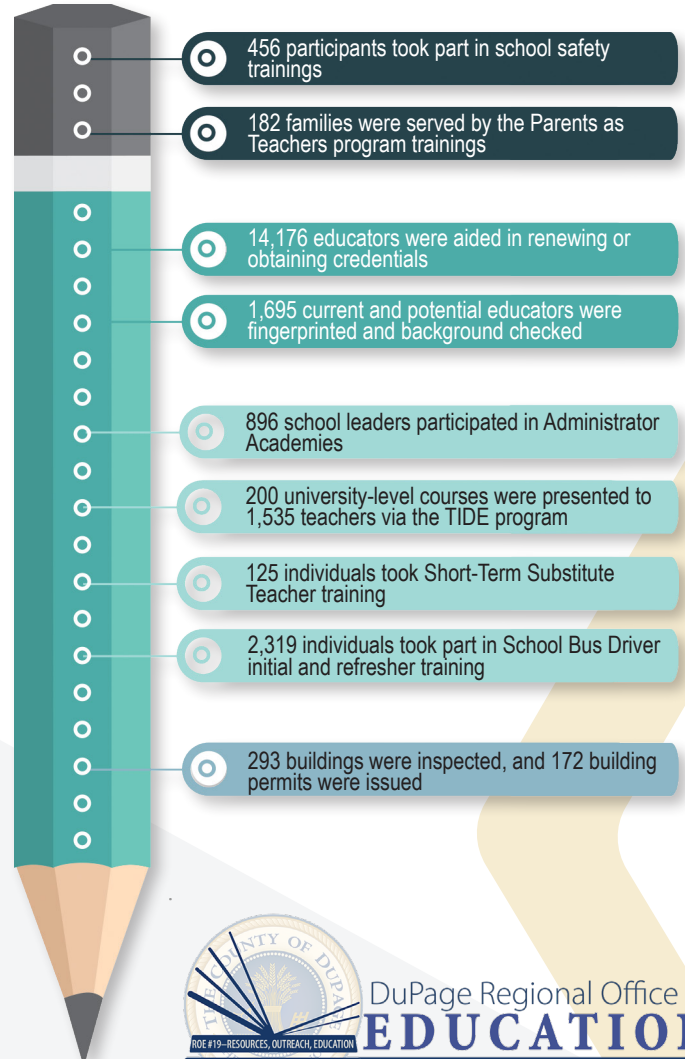 456 participants took part in school safety
trainings
182 families were served by the Parents as
Teachers program trainings
14,176 educators were aided in renewing or
obtaining credentials
1,695 current and potential educators were
fingerprinted and background checked
896 school leaders participated in Administrator
Academies
200 university-level courses were presented to
1,535 teachers via the TIDE program
125 individuals took Short-Term Substitute
Teacher training
2,319 individuals took part in School Bus Driver
initial and refresher training
293 buildings were inspected, and 172 building
permits were issued
THE COUNTY OF DUPAGE
ROE #19–RESOURCES, OUTREACH, EDUCATION
DuPage Regional Office
EDUCATION